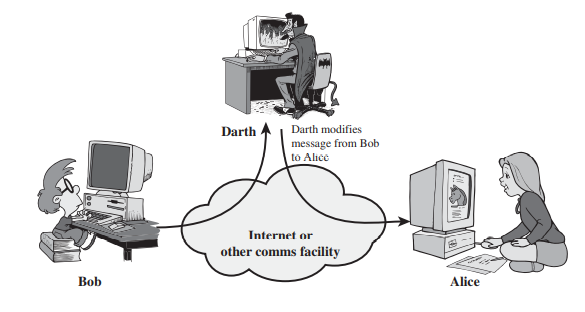 Darth
Darth modifies
message from Bob
to Alice
Internet or
other comms facility
Bob
Alice